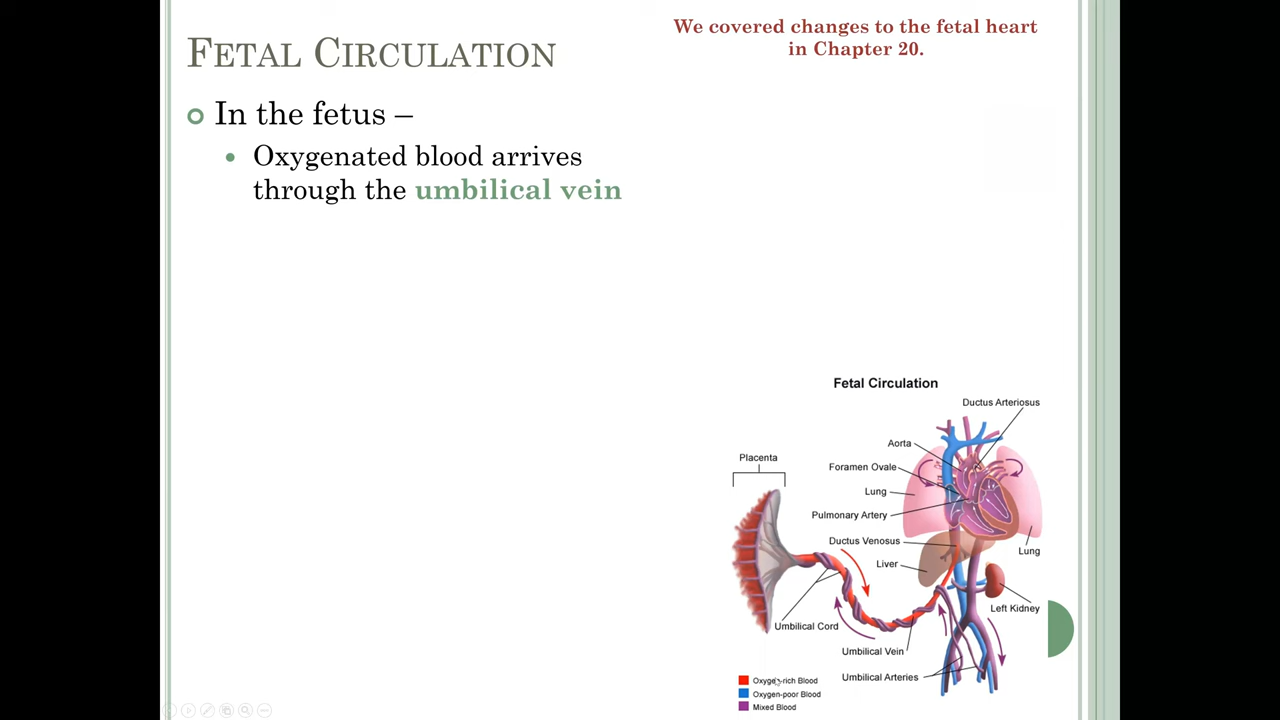 We covered changes to the fetal heart
in Chapter 20.
FETAL CIRCULATION
In the fetus –
Oxygenated blood arrives
through the umbilical vein
Fetal Circulation
Ductus Arteriosus
Aorta
Placenta
Foramen Ovale
Lung
Pulmonary Artery
Ductus Venosus
Lung
Liver
Left Kidney
Umbilical Cord
Umbilical Vein
Umbilical Arteries
Oxygen-rich Blood
Oxygen-poor Blood
Mixed Blood